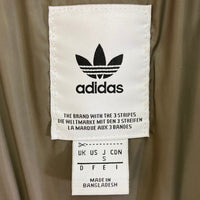 adidas
THE BRAND WITH THE 3 STRIPES
DIE WELTMARKE MIT DEN 3 STREIFEN
LA MARQUE AUX 3 BANDES
UK US J CDN
S
D F E I
MADE IN
BANGLADESH